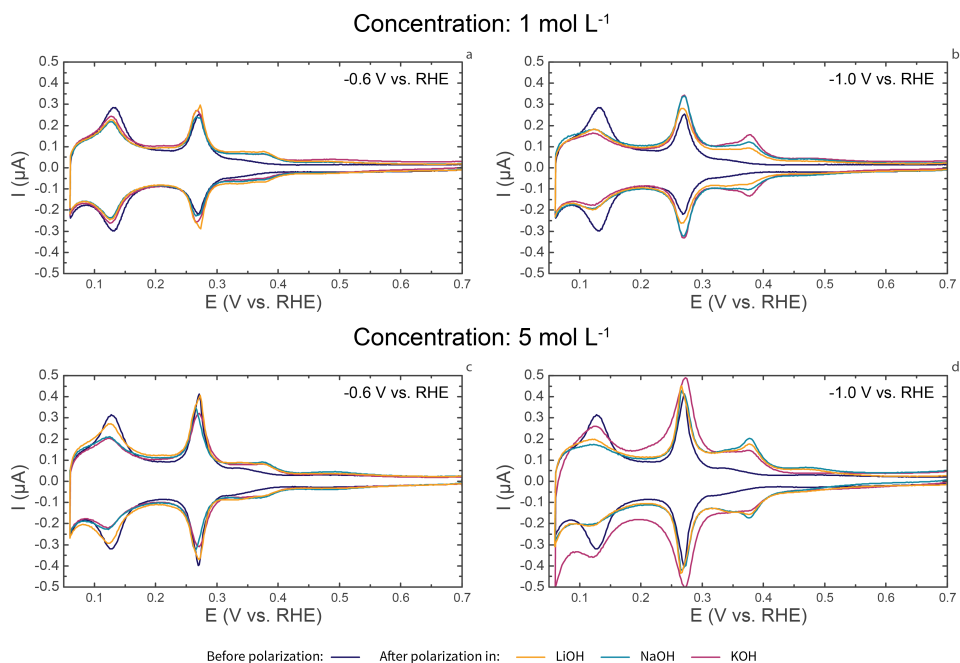 Concentration: 1 mol L-1
a
b
-0.6 V vs. RHE
-1.0 V vs. RHE
0.5
0.4
0.3
0.2
0.1
0.0
-0.1
-0.2
-0.3
-0.4
-0.5
I (µA)
0.1 0.2 0.3 0.4 0.5 0.6 0.7
E (V vs. RHE)
0.5
0.4
0.3
0.2
0.1
0.0
-0.1
-0.2
-0.3
-0.4
-0.5
I (µA)
0.1 0.2 0.3 0.4 0.5 0.6 0.7
E (V vs. RHE)
Concentration: 5 mol L-1
c
d
-0.6 V vs. RHE
-1.0 V vs. RHE
0.5
0.4
0.3
0.2
0.1
0.0
-0.1
-0.2
-0.3
-0.4
-0.5
I (µA)
0.1 0.2 0.3 0.4 0.5 0.6 0.7
E (V vs. RHE)
0.5
0.4
0.3
0.2
0.1
0.0
-0.1
-0.2
-0.3
-0.4
-0.5
I (µA)
0.1 0.2 0.3 0.4 0.5 0.6 0.7
E (V vs. RHE)
Before polarization: After polarization in: LiOH NaOH KOH